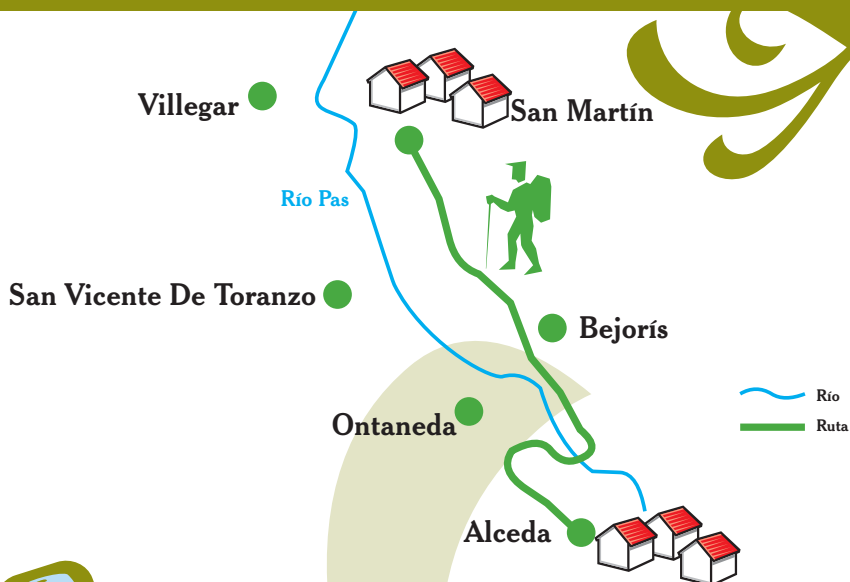 Villegar
San Martín
Río Pas
San Vicente De Toranzo
Bejorís
Río
Ontaneda
Ruta
Alceda